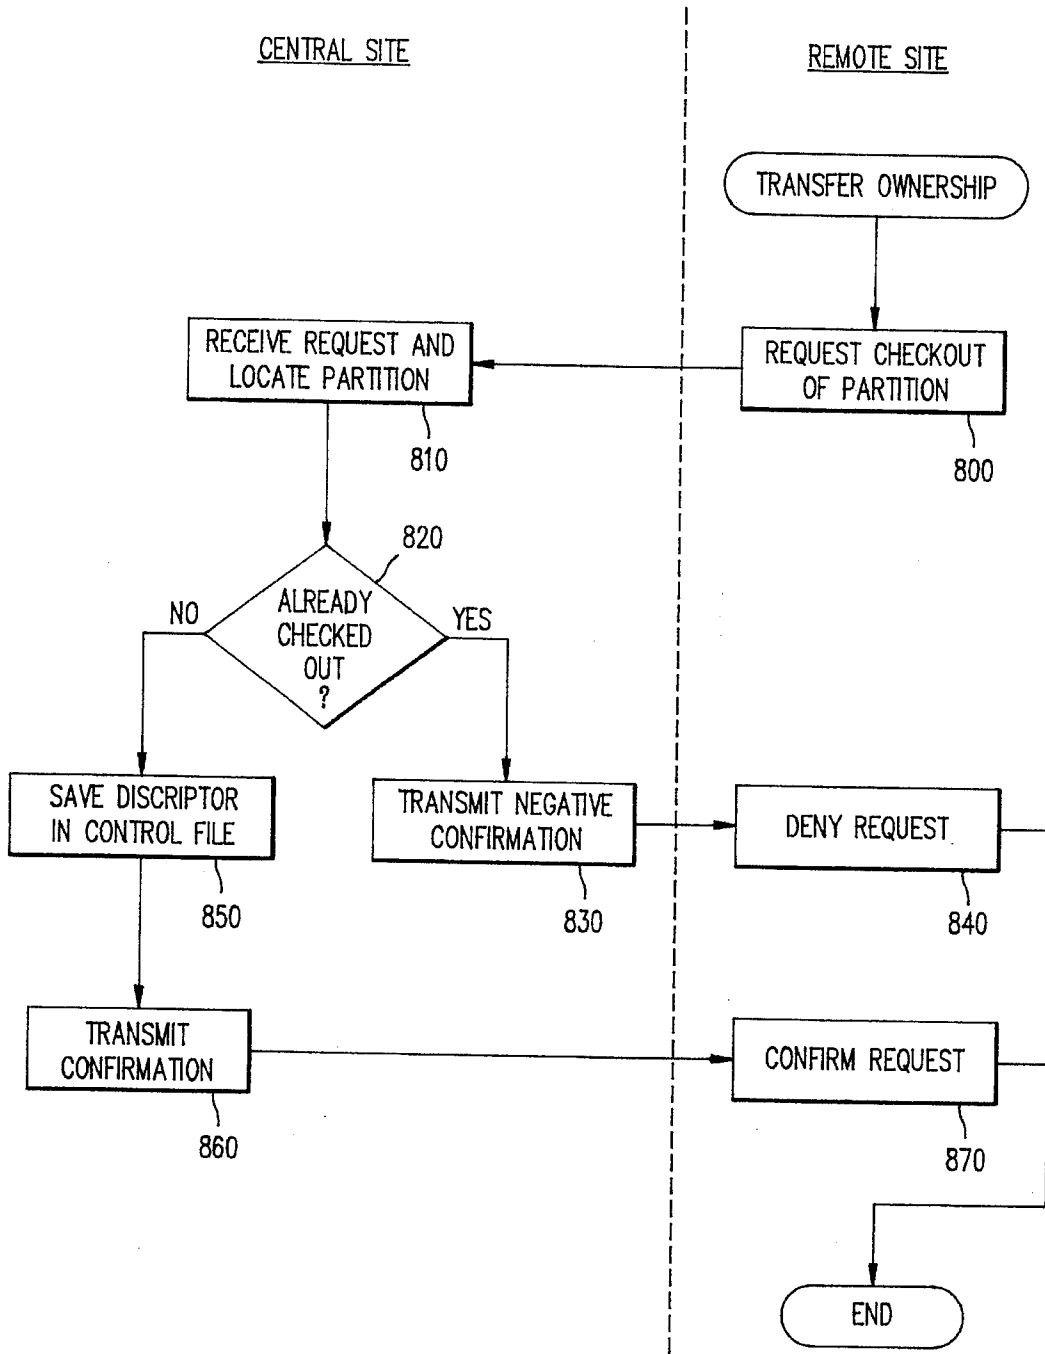 CENTRAL SITE
REMOTE SITE
TRANSFER OWNERSHIP
RECEIVE REQUEST AND
LOCATE PARTITION
810
REQUEST CHECKOUT
OF PARTITION
800
820
ALREADY
CHECKED
OUT
?
NO
YES
SAVE DISCRIPTOR
IN CONTROL FILE
850
TRANSMIT NEGATIVE
CONFIRMATION
830
DENY REQUEST
840
TRANSMIT
CONFIRMATION
860
CONFIRM REQUEST
870
END